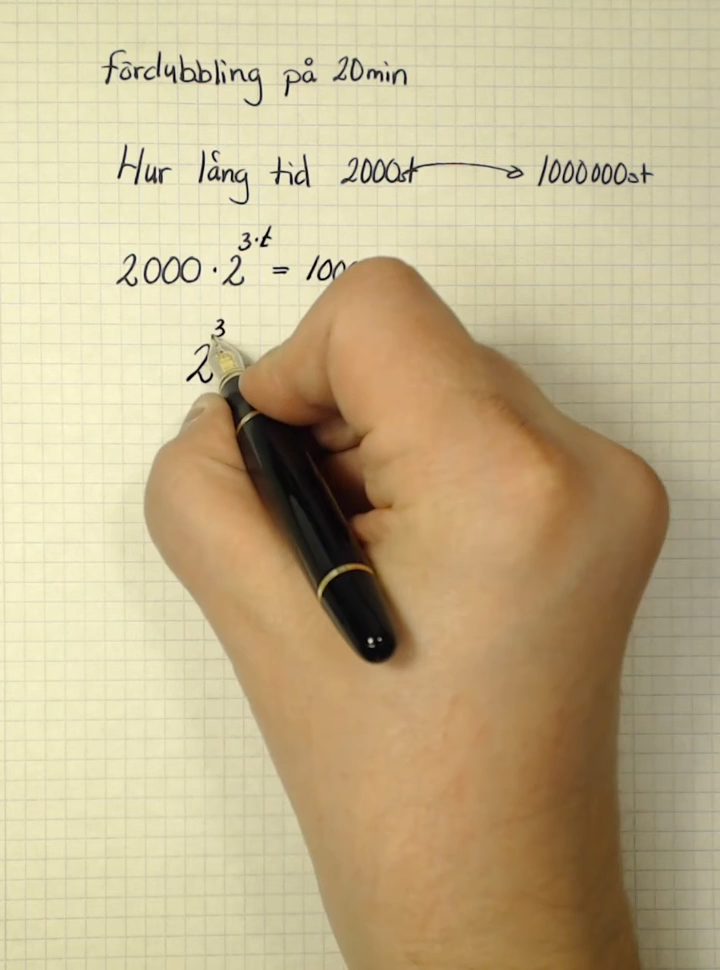 fördubbling på 20min
Hur lång tid 2000st → 1000000st
2000 · 2^3·t = 100
2^3